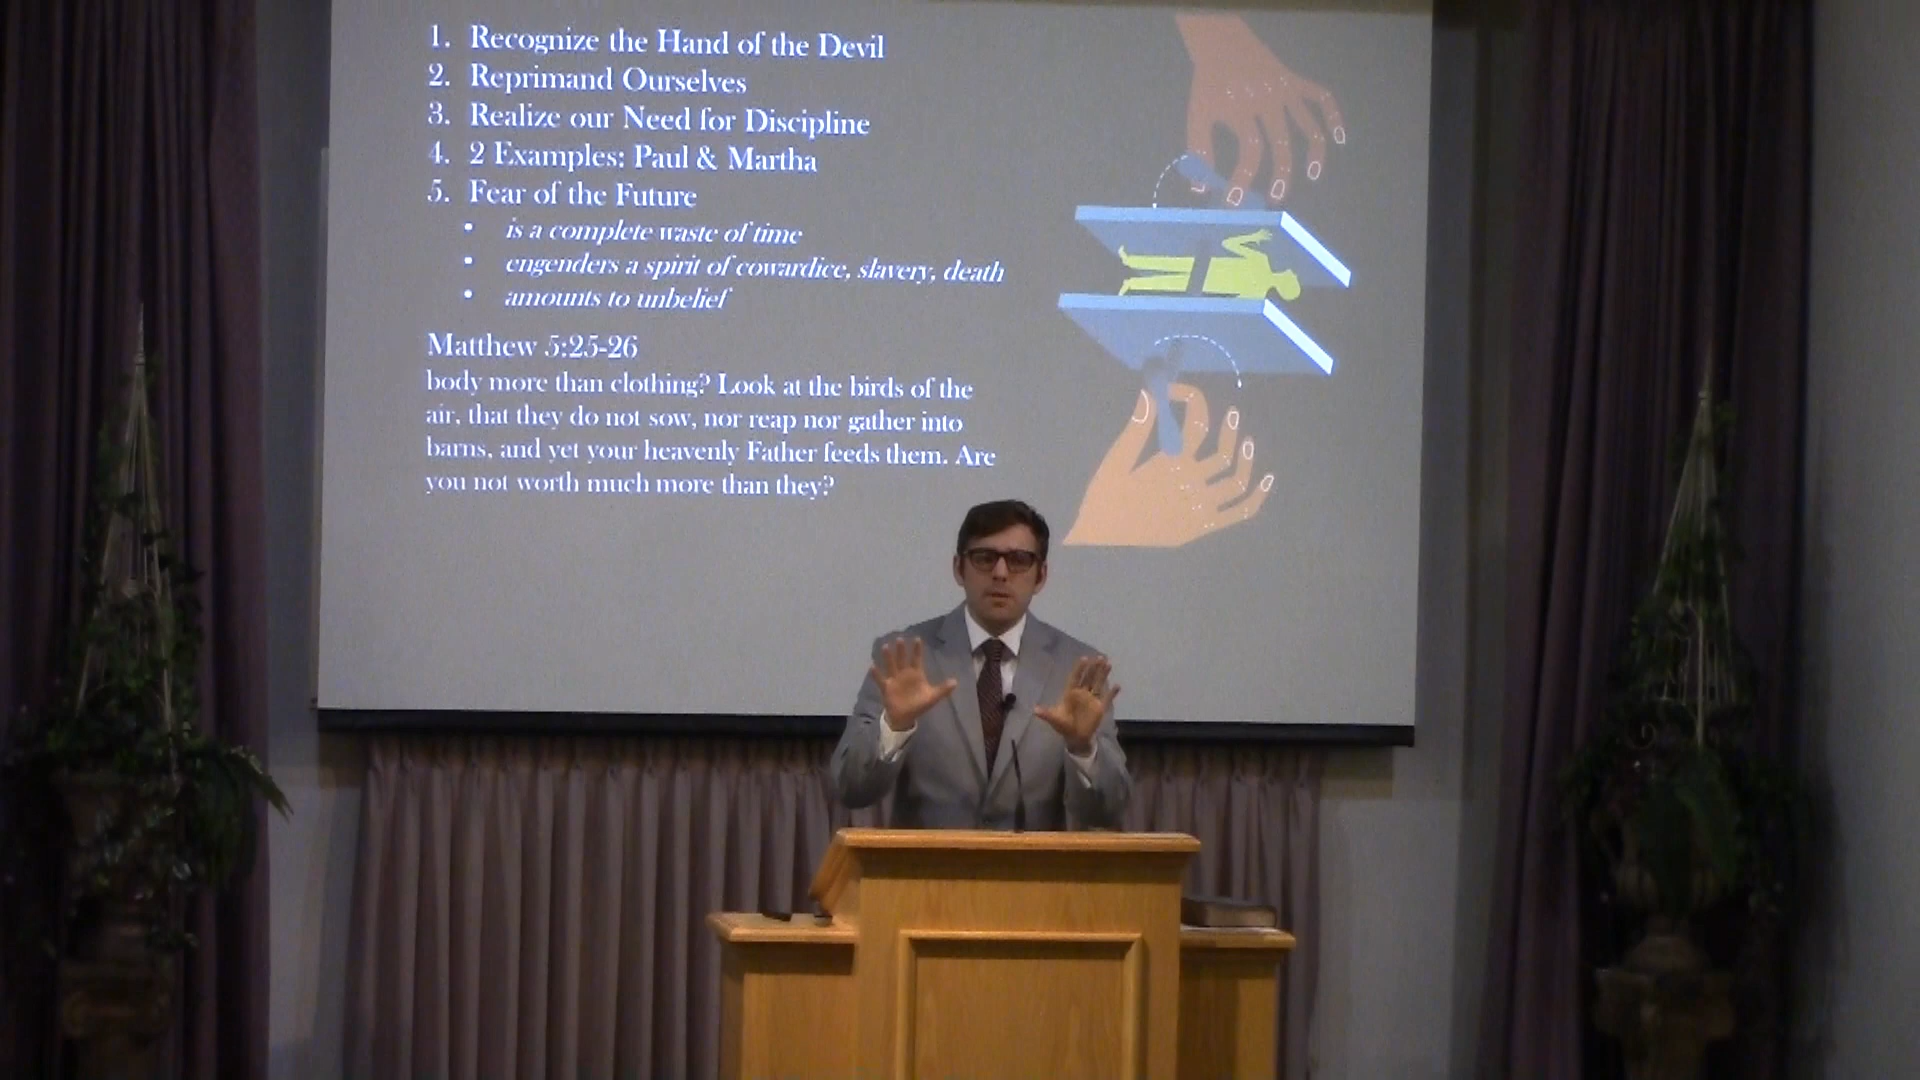 1. Recognize the Hand of the Devil
2. Reprimand Ourselves
3. Realize our Need for Discipline
4. 2 Examples: Paul & Martha
5. Fear of the Future
• is a complete waste of time
• engenders a spirit of cowardice, slavery, death
• amounts to unbelief
Matthew 5:25-26
body more than clothing? Look at the birds of the
air, that they do not sow, nor reap nor gather into
barns, and yet your heavenly Father feeds them. Are
you not worth much more than they?